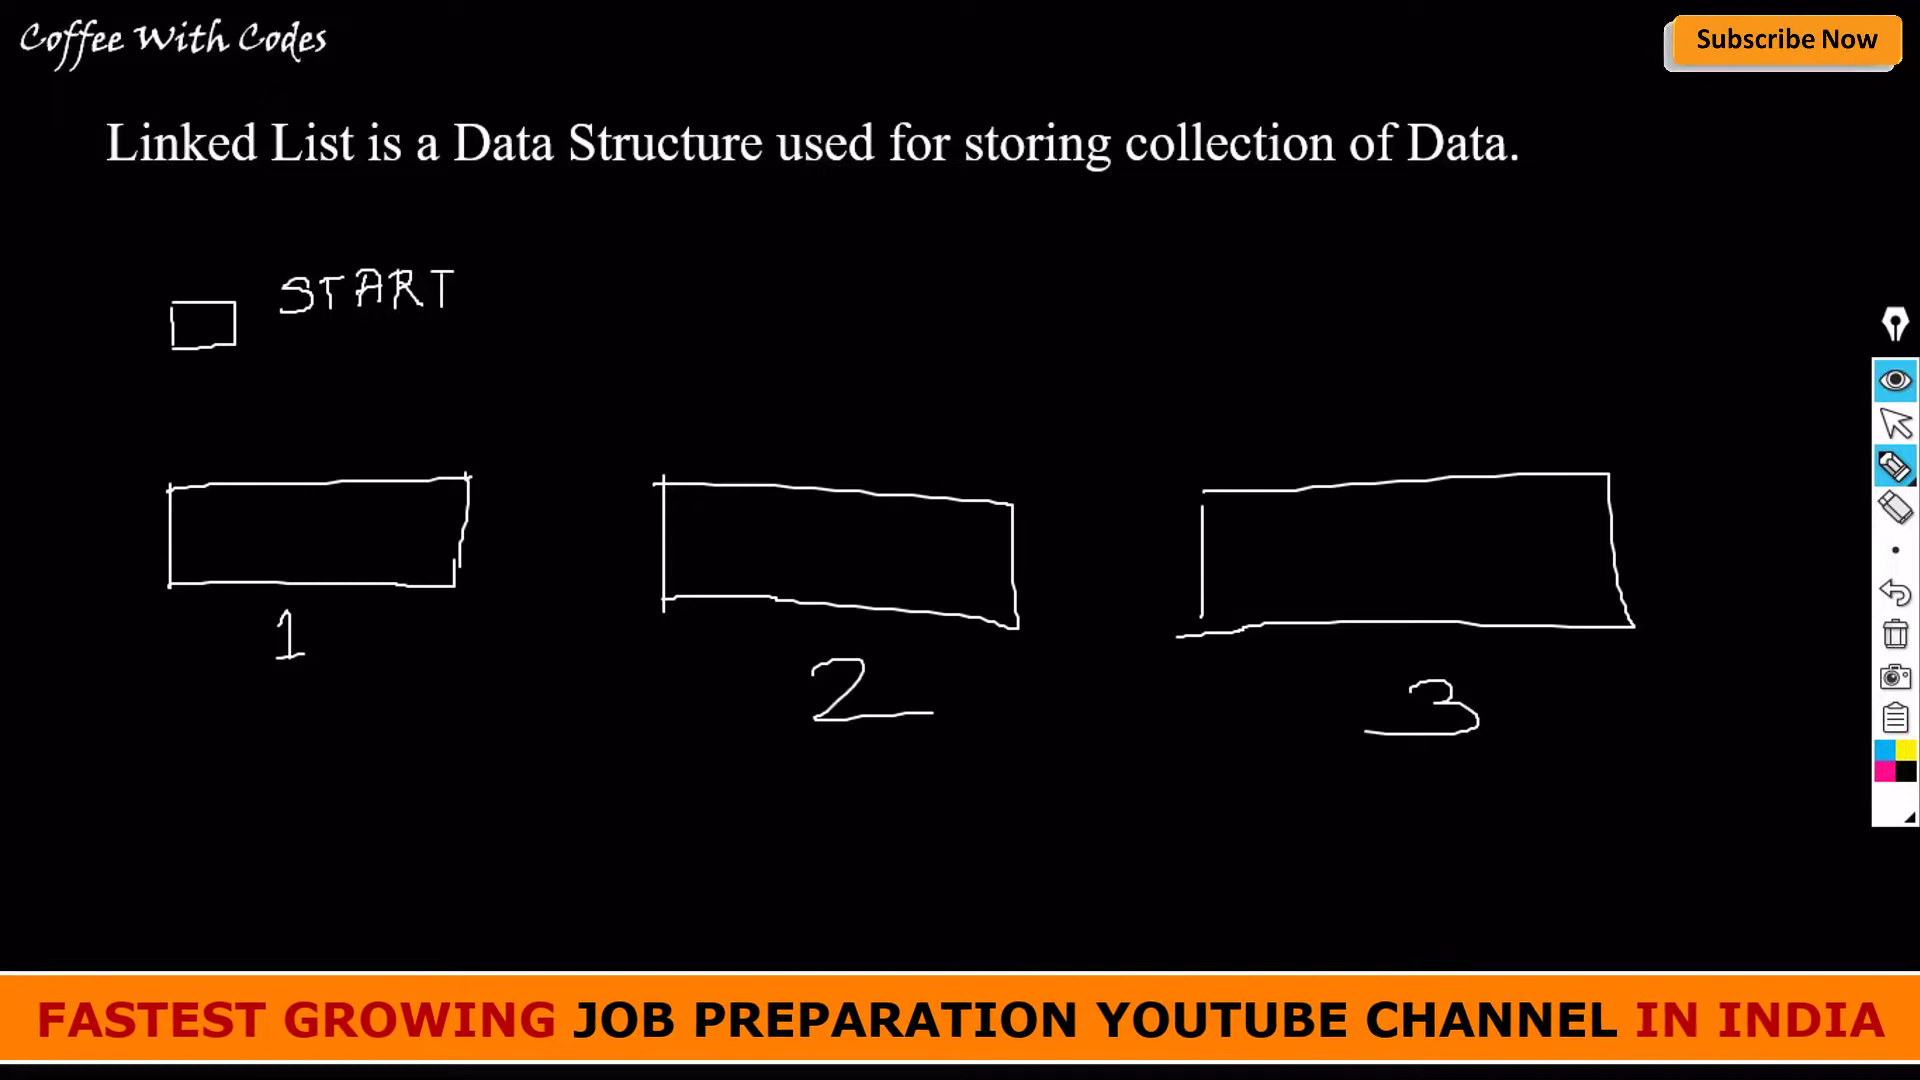 Coffee With Codes
Subscribe Now
Linked List is a Data Structure used for storing collection of Data.
START
1
2
3
FASTEST GROWING JOB PREPARATION YOUTUBE CHANNEL IN INDIA